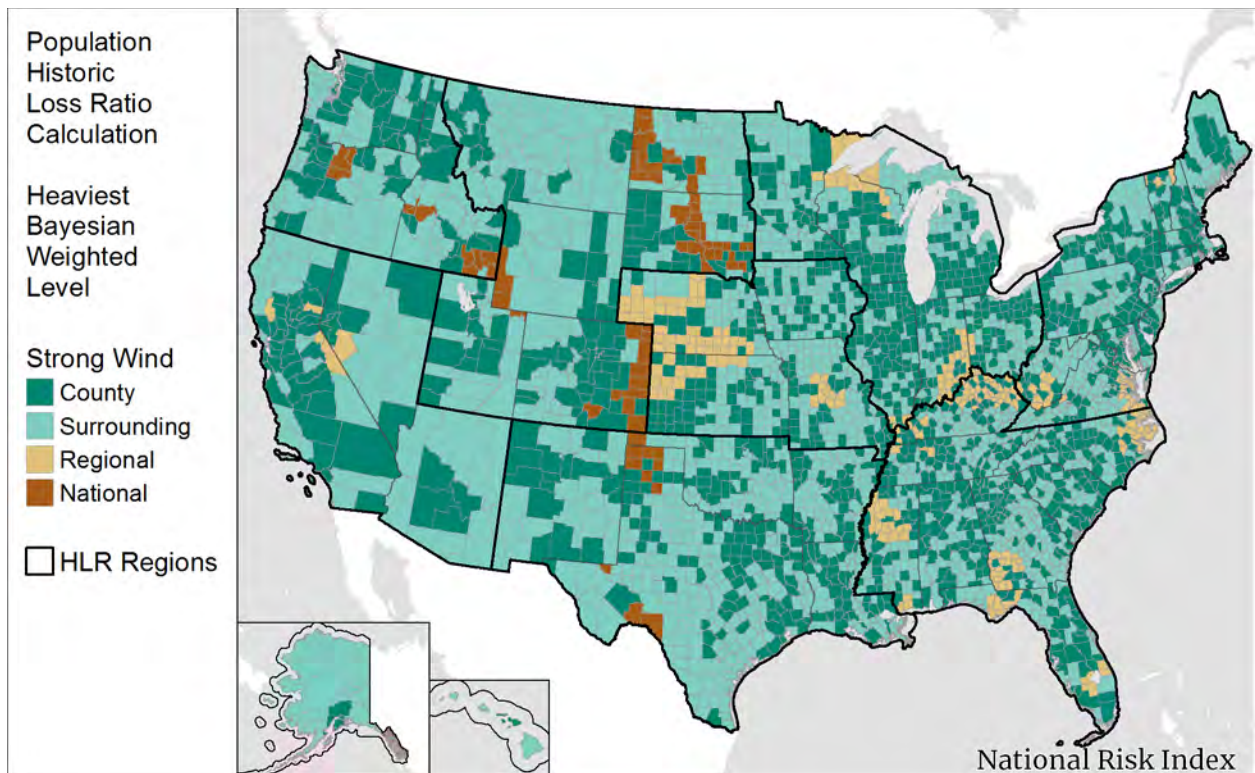 Population
Historic
Loss Ratio
Calculation
Heaviest
Bayesian
Weighted
Level
Strong Wind
County
Surrounding
Regional
National
HLR Regions
National Risk Index